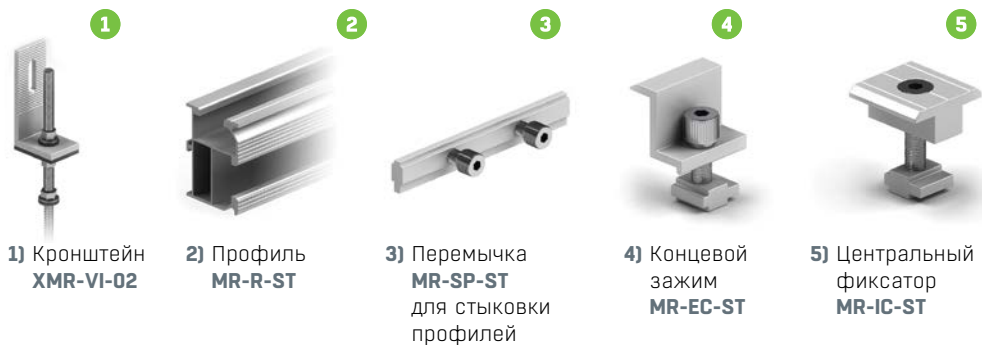 1
2
3
4
5
1) Кронштейн
XMR-VI-02
2) Профиль
MR-R-ST
3) Перемычка
MR-SP-ST
для стыковки
профилей
4) Концевой
зажим
MR-EC-ST
5) Центральный
фиксатор
MR-IC-ST